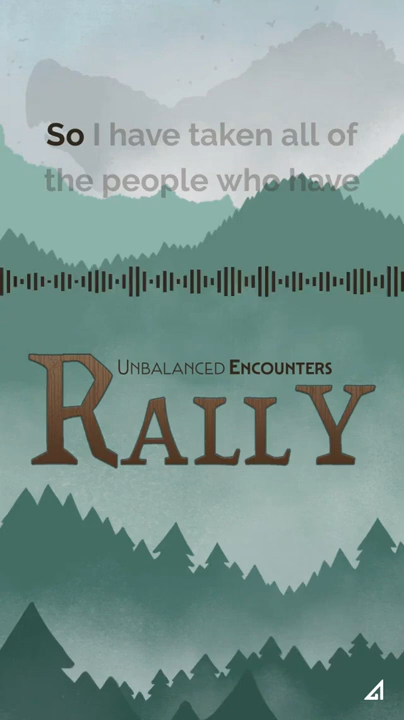 So I have taken all of
the people who have
UNBALANCED ENCOUNTERS
RALLY